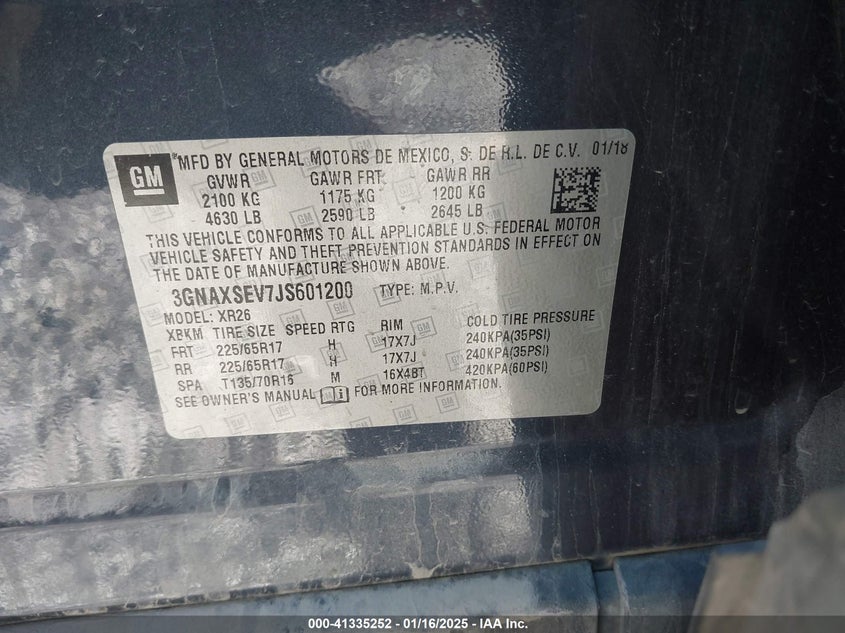 GM
MFD BY GENERAL MOTORS DE MEXICO, S. DE R.L. DE C.V. 01/18
GVWR GAWR FRT GAWR RR
2100 KG 1175 KG 1200 KG
4630 LB 2590 LB 2645 LB
THIS VEHICLE CONFORMS TO ALL APPLICABLE U.S. FEDERAL MOTOR
VEHICLE SAFETY AND THEFT PREVENTION STANDARDS IN EFFECT ON
THE DATE OF MANUFACTURE SHOWN ABOVE.
3GNAXSEV7JS601200 TYPE: M.P.V.
MODEL: XR26
XBKM TIRE SIZE SPEED RTG RIM COLD TIRE PRESSURE
FRT 225/65R17 H 17X7J 240KPA(35PSI)
RR 225/65R17 H 17X7J 240KPA(35PSI)
SPA T135/70R16 M 16X4BT 420KPA(60PSI)
SEE OWNER'S MANUAL i FOR MORE INFORMATION.
000-41335252 - 01/16/2025 - IAA Inc.